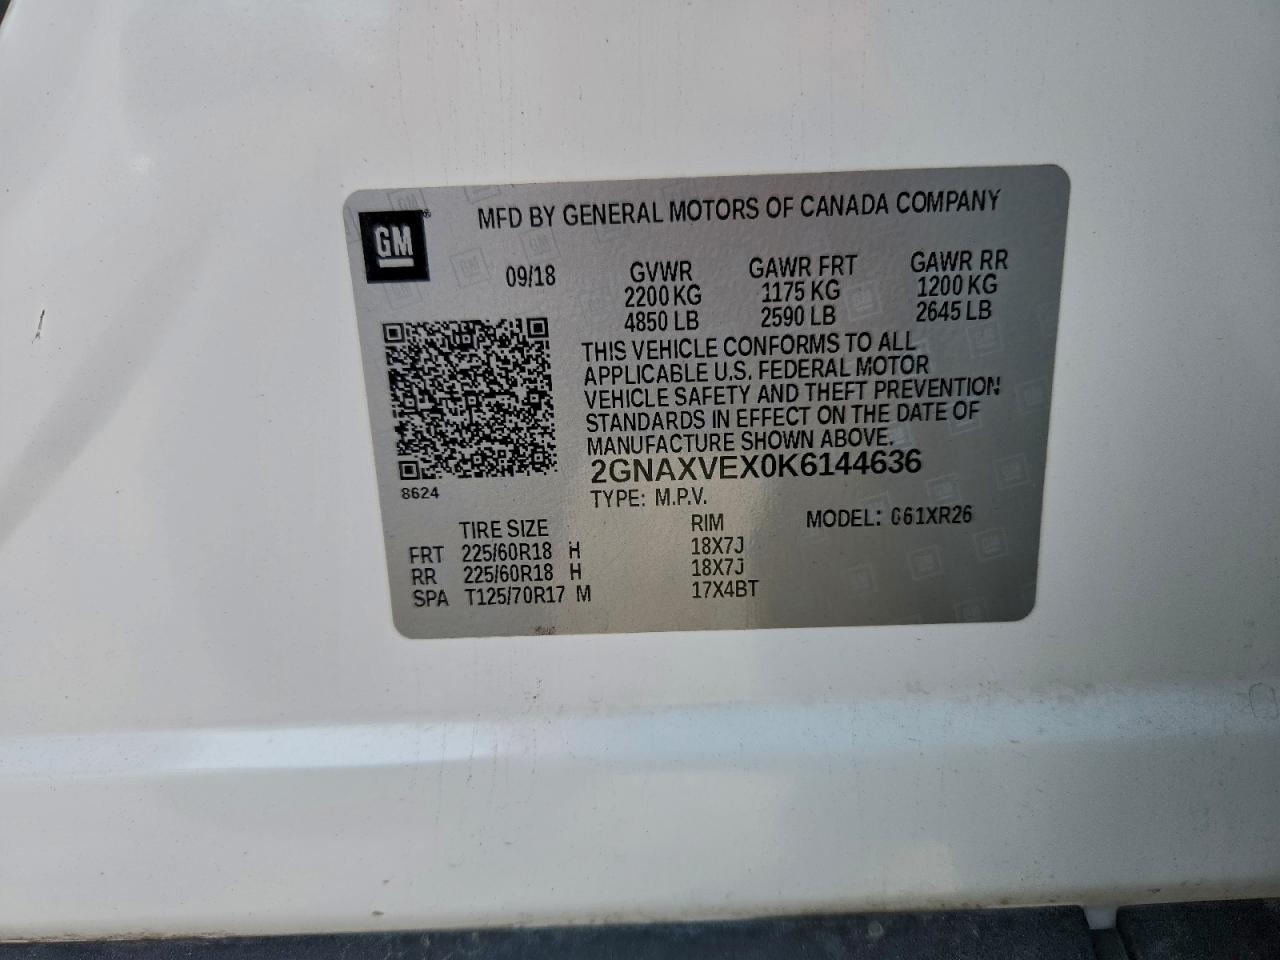 GM®
MFD BY GENERAL MOTORS OF CANADA COMPANY
09/18 GVWR GAWR FRT GAWR RR
2200 KG 1175 KG 1200 KG
4850 LB 2590 LB 2645 LB
THIS VEHICLE CONFORMS TO ALL
APPLICABLE U.S. FEDERAL MOTOR
VEHICLE SAFETY AND THEFT PREVENTION
STANDARDS IN EFFECT ON THE DATE OF
MANUFACTURE SHOWN ABOVE.
2GNAXVEX0K6144636
8624
TYPE: M.P.V.
MODEL: G61XR26
TIRE SIZE RIM
FRT 225/60R18 H 18X7J
RR 225/60R18 H 18X7J
SPA T125/70R17 M 17X4BT